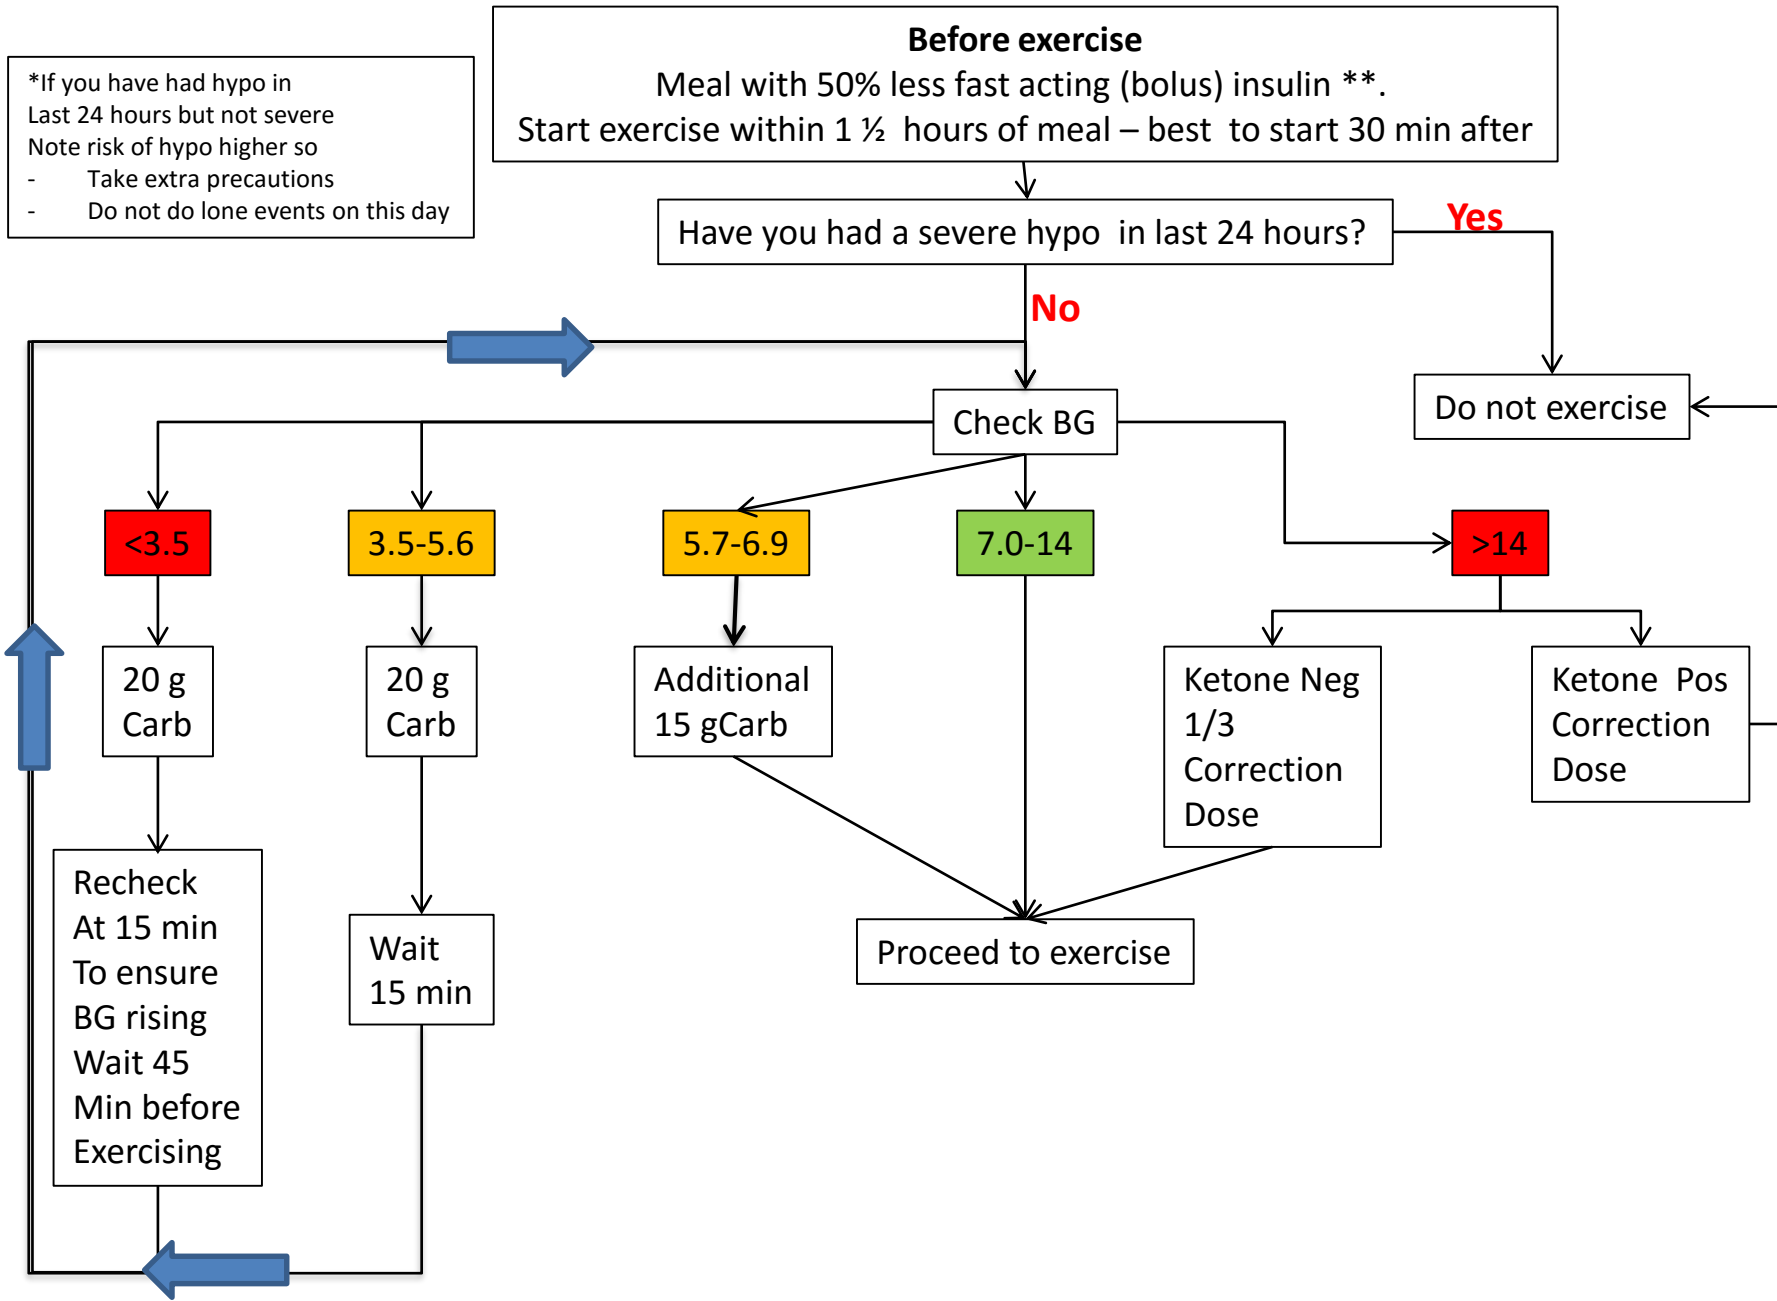 *If you have had hypo in
Last 24 hours but not severe
Note risk of hypo higher so
- Take extra precautions
- Do not do lone events on this day
Before exercise
Meal with 50% less fast acting (bolus) insulin **.
Start exercise within 1 ½ hours of meal – best to start 30 min after
Have you had a severe hypo in last 24 hours?
Yes
No
Do not exercise
Check BG
<3.5
3.5-5.6
5.7-6.9
7.0-14
>14
20 g
Carb
20 g
Carb
Additional
15 gCarb
Ketone Neg
1/3
Correction
Dose
Ketone Pos
Correction
Dose
Recheck
At 15 min
To ensure
BG rising
Wait 45
Min before
Exercising
Wait
15 min
Proceed to exercise